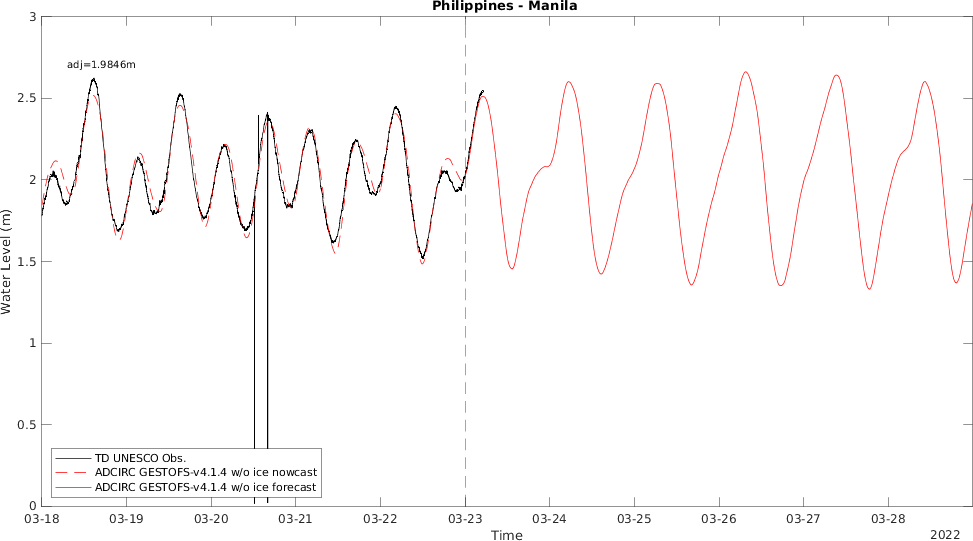 Philippines - Manila
adj=1.9846m
3
2.5
2
1.5
1
0.5
0
Water Level (m)
TD UNESCO Obs.
ADCIRC GESTOFS-v4.1.4 w/o ice nowcast
ADCIRC GESTOFS-v4.1.4 w/o ice forecast
03-18 03-19 03-20 03-21 03-22 03-23 03-24 03-25 03-26 03-27 03-28
Time
2022